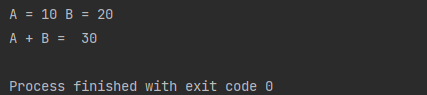 A = 10 B = 20
A + B =  30
Process finished with exit code 0